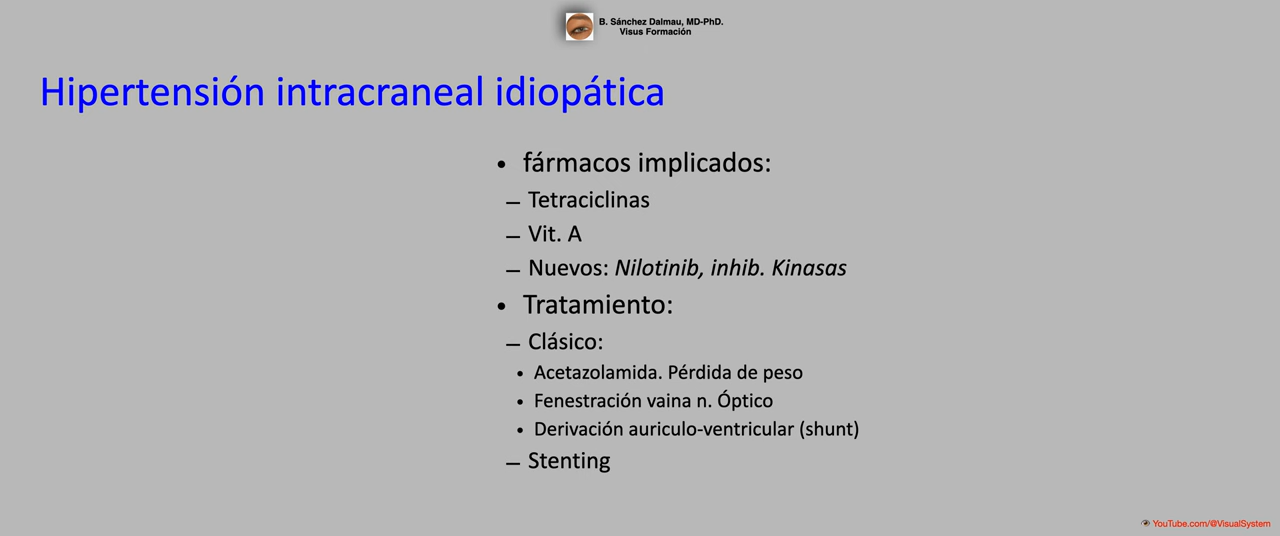 B. Sánchez Dalmau, MD-PhD.
Visus Formación
Hipertensión intracraneal idiopática
• fármacos implicados:
– Tetraciclinas
– Vit. A
– Nuevos: Nilotinib, inhib. Kinasas
• Tratamiento:
– Clásico:
• Acetazolamida. Pérdida de peso
• Fenestración vaina n. Óptico
• Derivación auriculo-ventricular (shunt)
– Stenting
YouTube.com/@VisualSystem